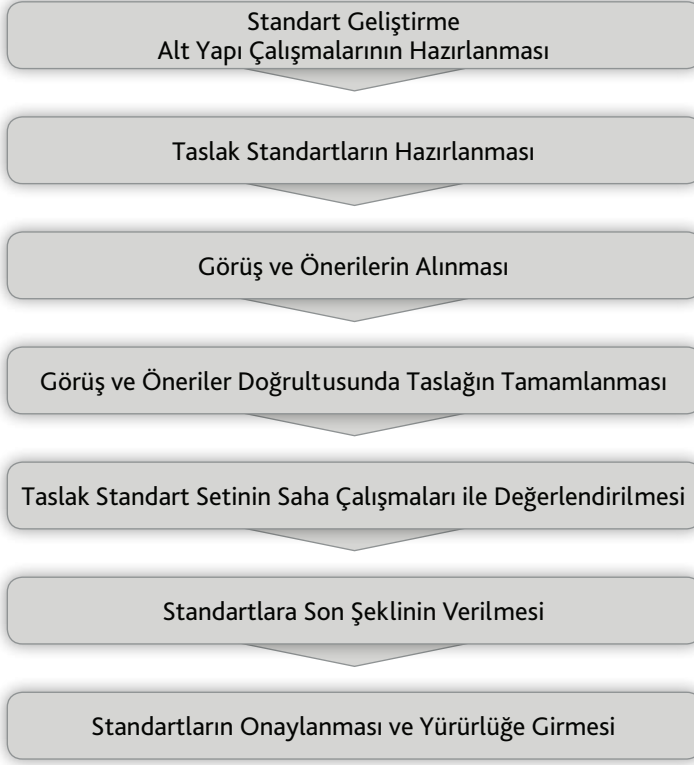 Standart Geliştirme
Alt Yapı Çalışmalarının Hazırlanması
Taslak Standartların Hazırlanması
Görüş ve Önerilerin Alınması
Görüş ve Öneriler Doğrultusunda Taslağın Tamamlanması
Taslak Standart Setinin Saha Çalışmaları ile Değerlendirilmesi
Standartlara Son Şeklinin Verilmesi
Standartların Onaylanması ve Yürürlüğe Girmesi